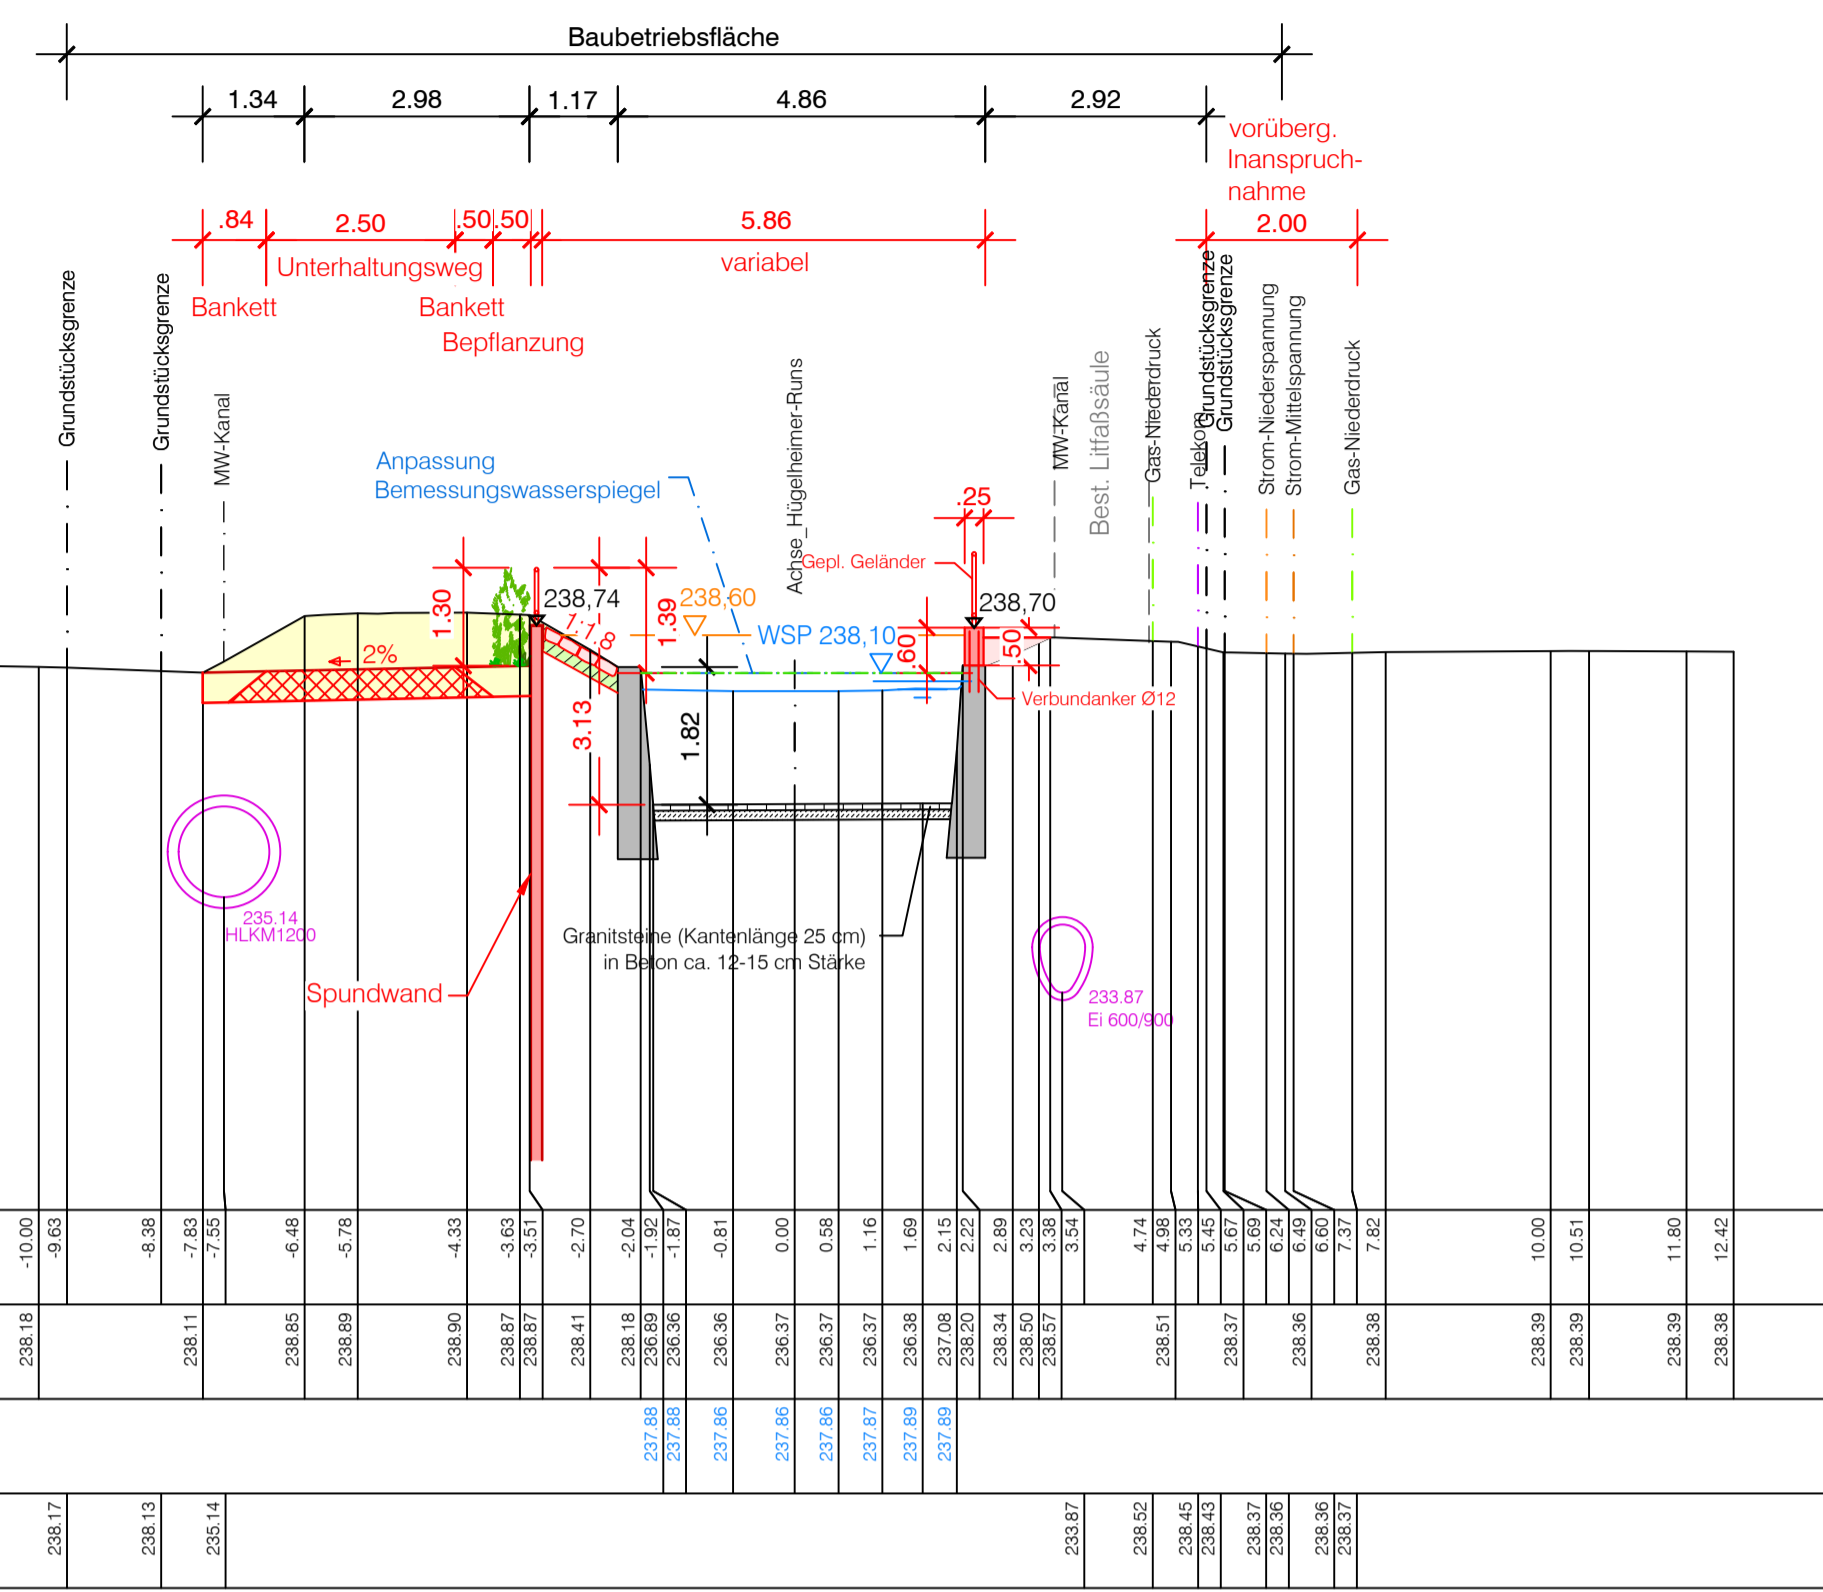 Baubetriebsfläche
1.34 2.98 1.17 4.86 2.92
vorüberg.
Inanspruch-
nahme
.84 2.50 .50 .50 5.86 2.00
Unterhaltungsweg variabel
Bankett Bankett
Bepflanzung
Grundstücksgrenze
Grundstücksgrenze
MW-Kanal
Achse_Hügelheimer-Runs
MW-Kanal
Best. Litfaßsäule
Gas-Niederdruck
Telekom
Grundstücksgrenze
Grundstücksgrenze
Strom-Niederspannung
Strom-Mittelspannung
Gas-Niederdruck
Anpassung
Bemessungswasserspiegel
.25
Gepl. Geländer
1.30
238,74
1:1.8
1.39
238,60
238,70
WSP 238,10
.60
.50
2%
Verbundanker Ø12
3.13
1.82
235.14
HLKM1200
Granitsteine (Kantenlänge 25 cm)
in Beton ca. 12-15 cm Stärke
Spundwand
233.87
Ei 600/900
-10.00 -9.63 -8.38 -7.83 -7.55 -6.48 -5.78 -4.33 -3.63 -3.51 -2.70 -2.04 -1.92 -1.87 -0.81 0.00 0.58 1.16 1.69 2.15 2.22 2.89 3.23 3.38 3.54 4.74 4.98 5.33 5.45 5.67 5.69 6.24 6.49 6.60 7.37 7.82 10.00 10.51 11.80 12.42
238.18 238.11 238.85 238.89 238.90 238.87 238.87 238.41 238.18 236.89 236.36 236.36 236.37 236.37 236.37 236.38 237.08 238.20 238.34 238.50 238.57 238.51 238.37 238.36 238.38 238.39 238.39 238.39 238.38
237.88 237.88 237.86 237.86 237.86 237.87 237.89 237.89
238.17 238.13 235.14 233.87 238.52 238.45 238.43 238.37 238.36 238.36 238.37